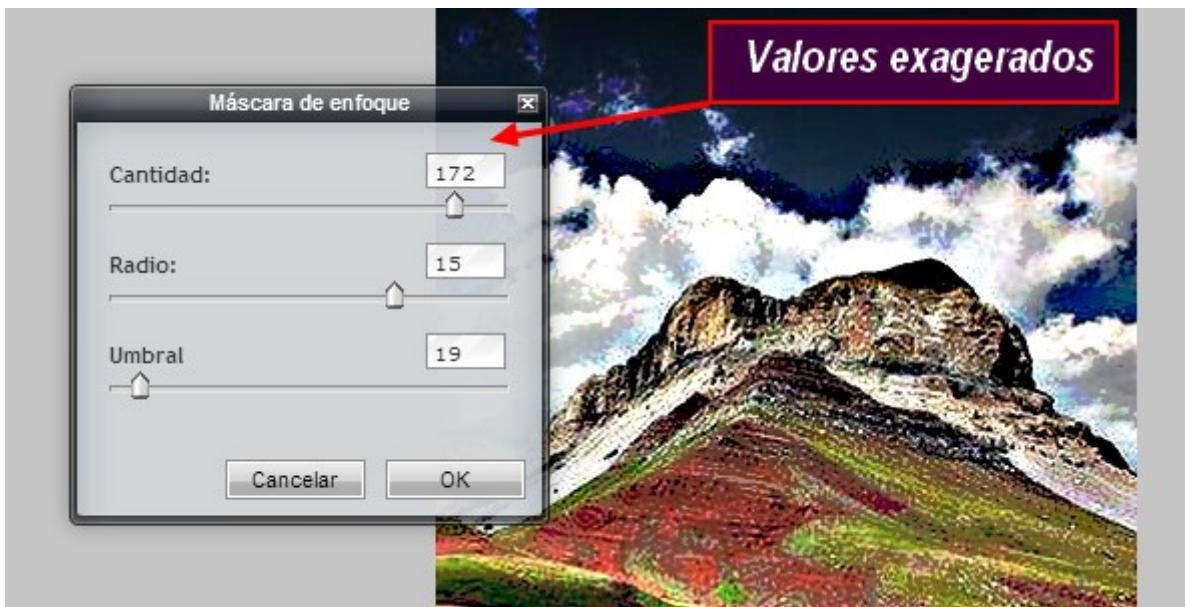 Valores exagerados
Máscara de enfoque
Cantidad: 172
Radio: 15
Umbral 19
Cancelar OK